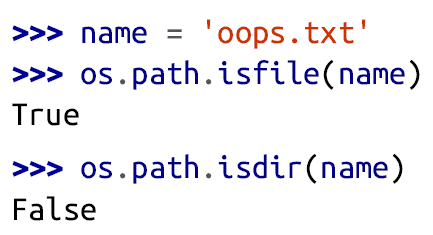 >>> name = 'oops.txt'
>>> os.path.isfile(name)
True
>>> os.path.isdir(name)
False